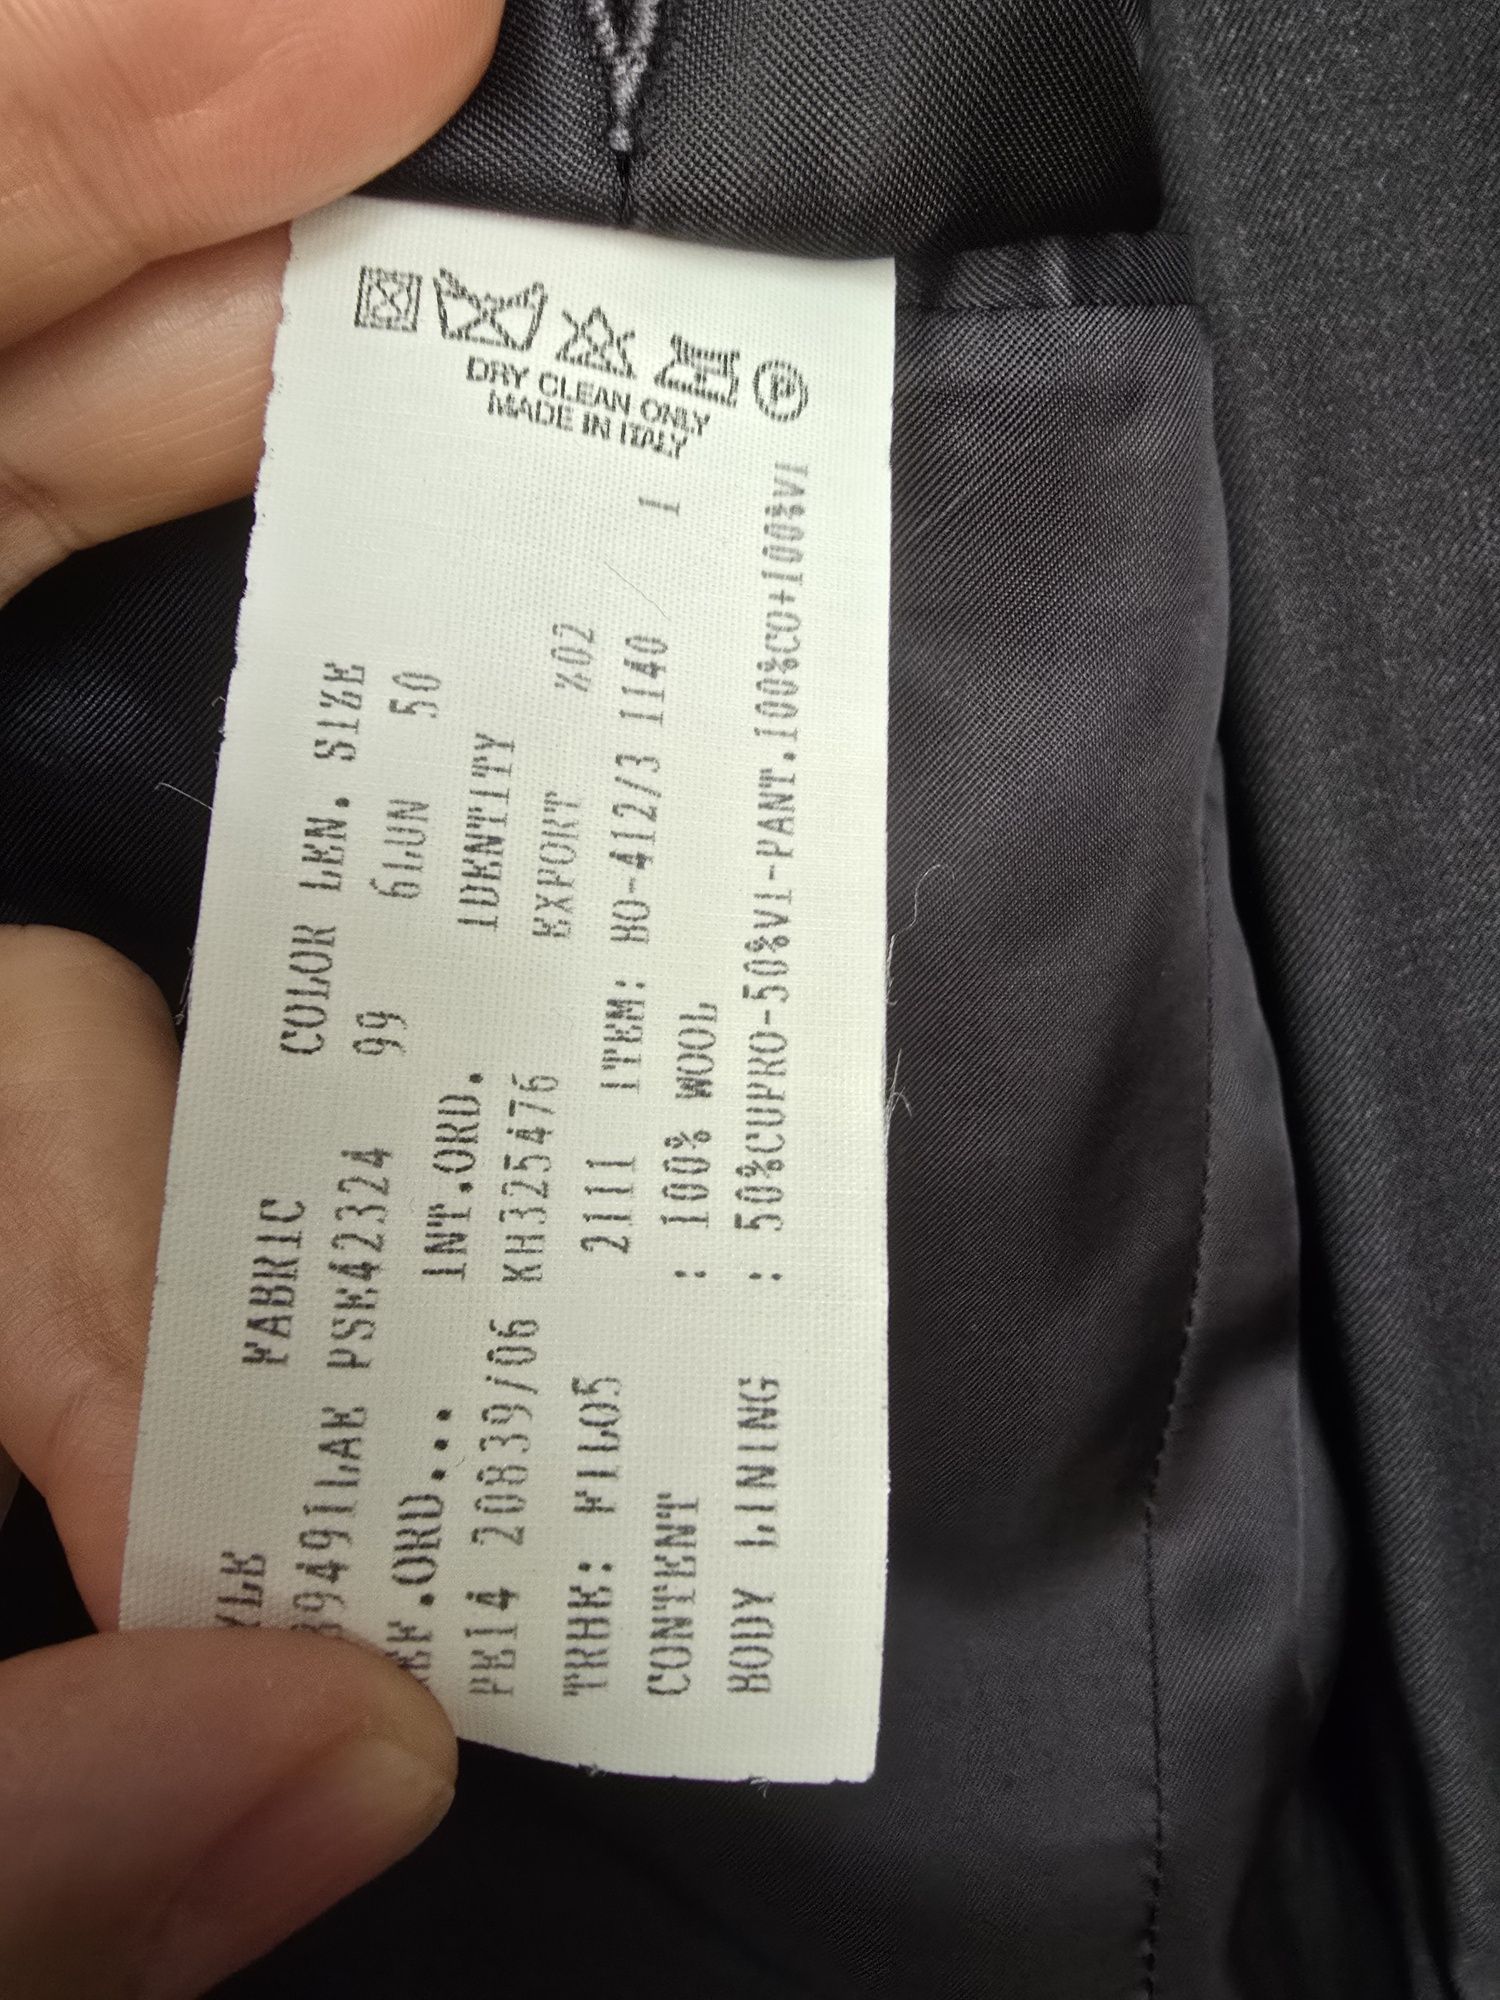 DRY CLEAN ONLY
MADE IN ITALY
FABRIC COLOR LEN. SIZE
PSE42324 99 6LUN 50
INT.ORD. IDENTITY
PE14 20839/06 KH325476 EXPORT %02
2111 ITEM: BO-412/3 1140 1
CONTENT : 100% WOOL
BODY LINING : 50%CUPRO-50%VI-PANT.100%CO+100%VI
P